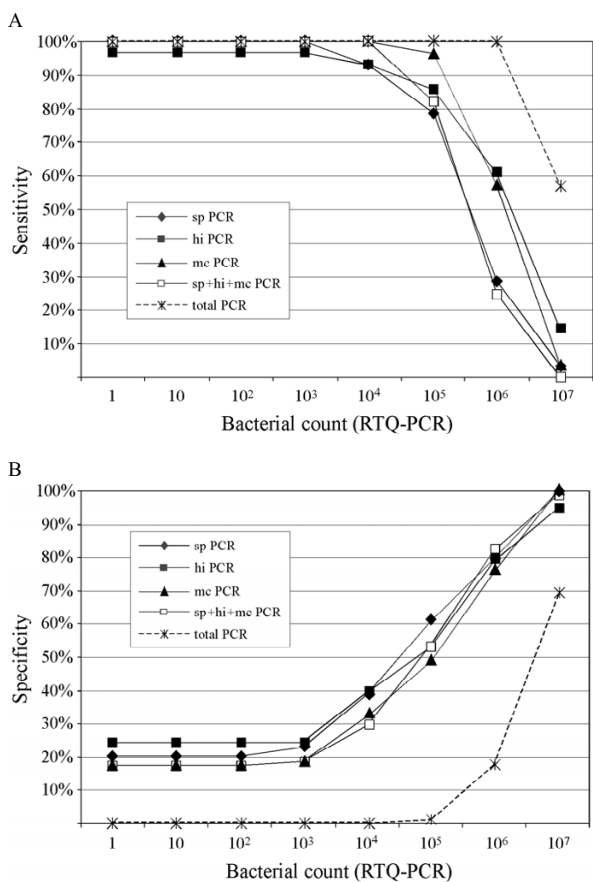 A
100%
90%
80%
70%
60%
50%
40%
30%
20%
10%
Sensitivity
sp PCR
hi PCR
mc PCR
sp+hi+mc PCR
total PCR
1 10 10² 10³ 10⁴ 10⁵ 10⁶ 10⁷
Bacterial count (RTQ-PCR)
B
100%
90%
80%
70%
60%
50%
40%
30%
20%
10%
Specificity
sp PCR
hi PCR
mc PCR
sp+hi+mc PCR
total PCR
1 10 10² 10³ 10⁴ 10⁵ 10⁶ 10⁷
Bacterial count (RTQ-PCR)